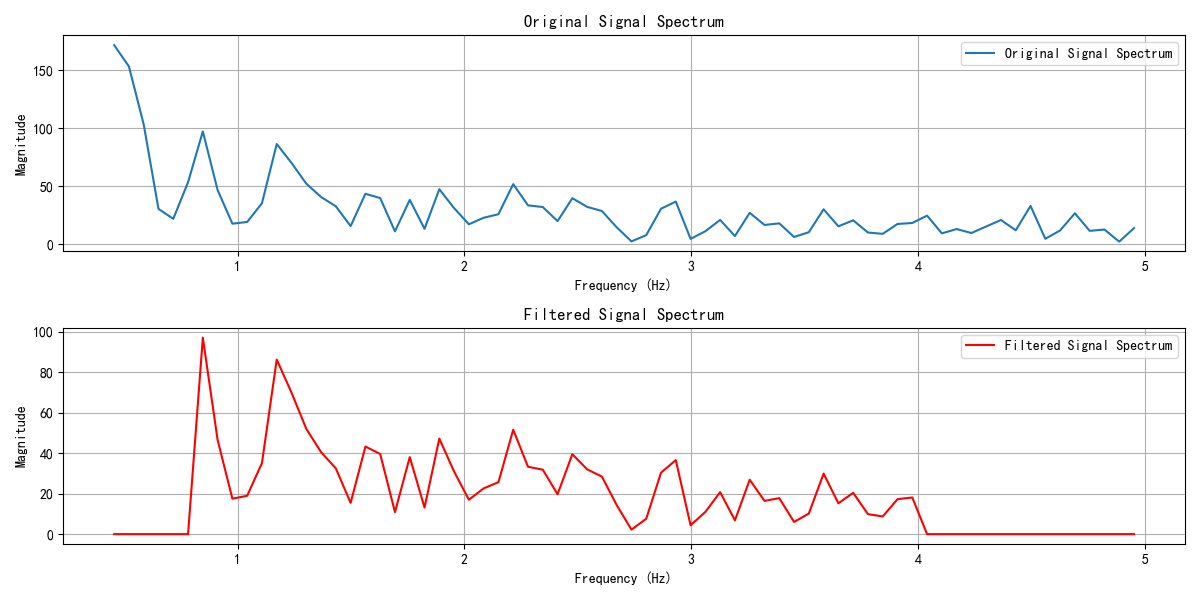 Original Signal Spectrum
Original Signal Spectrum
Magnitude
150
100
50
0
1 2 3 4 5
Frequency (Hz)
Filtered Signal Spectrum
Filtered Signal Spectrum
Magnitude
100
80
60
40
20
0
1 2 3 4 5
Frequency (Hz)